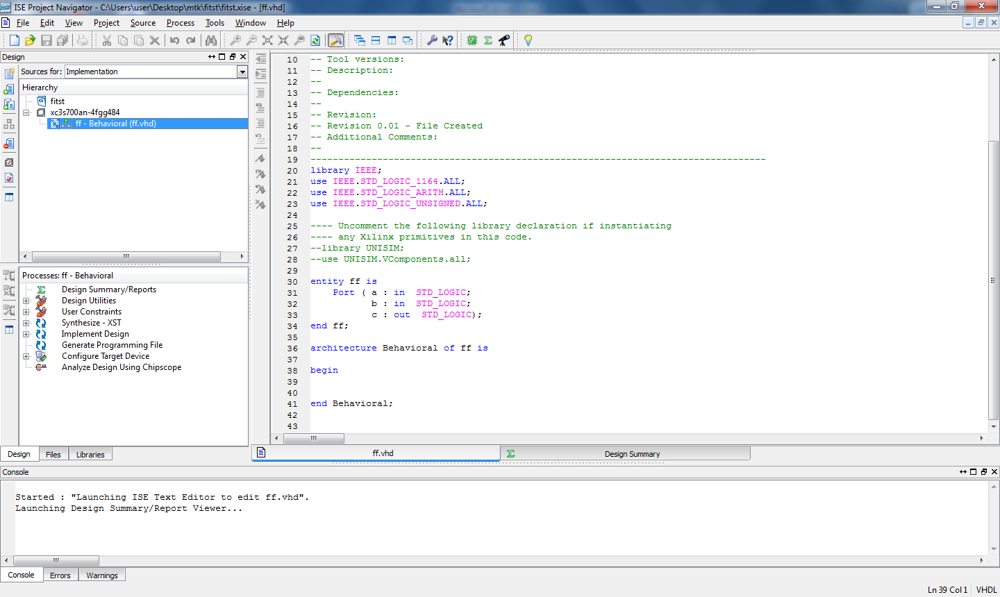 ISE Project Navigator - C:\Users\user\Desktop\mtk\fitst\fitst.xise - [ff.vhd]
File Edit View Project Source Process Tools Window Help
Design
Sources for: Implementation
Hierarchy
fitst
xc3s700an-4fgg484
ff - Behavioral (ff.vhd)
Processes: ff - Behavioral
Design Summary/Reports
Design Utilities
User Constraints
Synthesize - XST
Implement Design
Generate Programming File
Configure Target Device
Analyze Design Using Chipscope
Design Files Libraries
10 -- Tool versions:
11 -- Description:
12 --
13 -- Dependencies:
14 --
15 -- Revision:
16 -- Revision 0.01 - File Created
17 -- Additional Comments:
18 --
19 ----------------------------------------------------------------------------------
20 library IEEE;
21 use IEEE.STD_LOGIC_1164.ALL;
22 use IEEE.STD_LOGIC_ARITH.ALL;
23 use IEEE.STD_LOGIC_UNSIGNED.ALL;
24
25 ---- Uncomment the following library declaration if instantiating
26 ---- any Xilinx primitives in this code.
27 --library UNISIM;
28 --use UNISIM.VComponents.all;
29
30 entity ff is
31 Port ( a : in  STD_LOGIC;
32 b : in  STD_LOGIC;
33 c : out  STD_LOGIC);
34 end ff;
35
36 architecture Behavioral of ff is
37
38 begin
39
40
41 end Behavioral;
42
43
ff.vhd
Design Summary
Console
Started : "Launching ISE Text Editor to edit ff.vhd".
Launching Design Summary/Report Viewer...
Console Errors Warnings
Ln 39 Col 1 VHDL